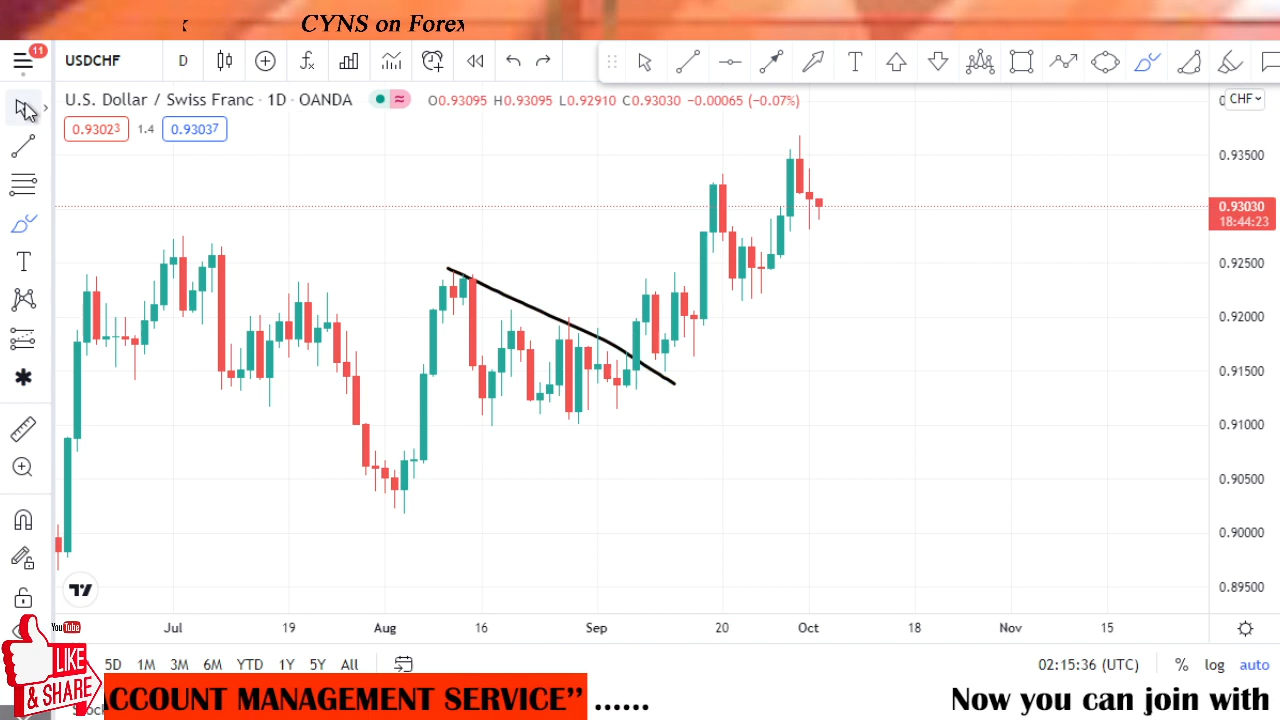 CYNS on Forex
11
USDCHF
D
U.S. Dollar / Swiss Franc · 1D · OANDA
O0.93095 H0.93095 L0.92910 C0.93030 −0.00065 (−0.07%)
CHF
0.93023 1.4 0.93037
0.93500
0.93030
18:44:23
0.92500
0.92000
0.91500
0.91000
0.90500
0.90000
0.89500
Jul 19 Aug 16 Sep 20 Oct 18 Nov 15
You Tube
LIKE
& SHARE
5D 1M 3M 6M YTD 1Y 5Y All
02:15:36 (UTC) % log auto
CCOUNT MANAGEMENT SERVICE” ...... Now you can join with